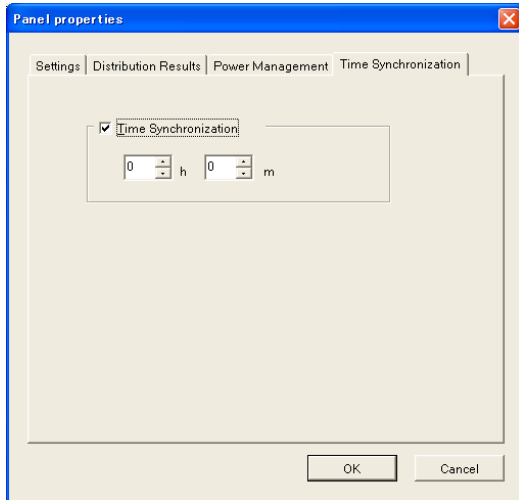 Panel properties
Settings Distribution Results Power Management Time Synchronization
Time Synchronization
0 h 0 m
OK Cancel